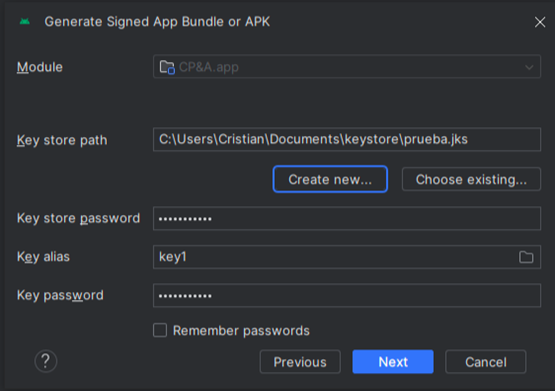 Generate Signed App Bundle or APK
Module CP&A.app
Key store path C:\Users\Cristian\Documents\keystore\prueba.jks
Create new... Choose existing...
Key store password •••••••••••
Key alias key1
Key password •••••••••••
Remember passwords
? Previous Next Cancel